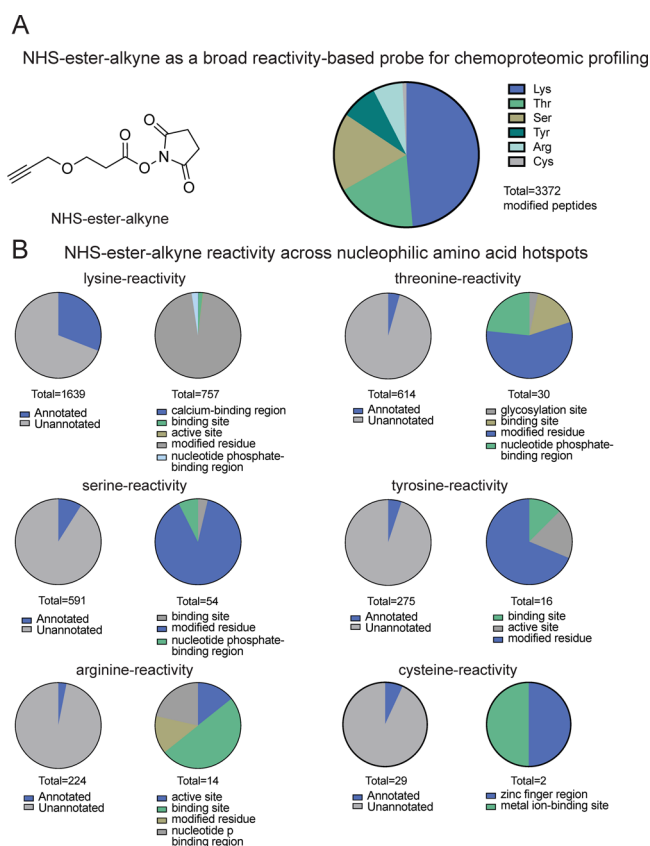 A
NHS-ester-alkyne as a broad reactivity-based probe for chemoproteomic profiling
O
O
O
O
N
O
NHS-ester-alkyne
Lys
Thr
Ser
Tyr
Arg
Cys
Total=3372
modified peptides
B
NHS-ester-alkyne reactivity across nucleophilic amino acid hotspots
lysine-reactivity
Total=1639
Annotated
Unannotated
Total=757
calcium-binding region
binding site
active site
modified residue
nucleotide phosphate-
binding region
threonine-reactivity
Total=614
Annotated
Unannotated
Total=30
glycosylation site
binding site
modified residue
nucleotide phosphate-
binding region
serine-reactivity
Total=591
Annotated
Unannotated
Total=54
binding site
modified residue
nucleotide phosphate-
binding region
tyrosine-reactivity
Total=275
Annotated
Unannotated
Total=16
binding site
active site
modified residue
arginine-reactivity
Total=224
Annotated
Unannotated
Total=14
active site
binding site
modified residue
nucleotide p
binding region
cysteine-reactivity
Total=29
Annotated
Unannotated
Total=2
zinc finger region
metal ion-binding site